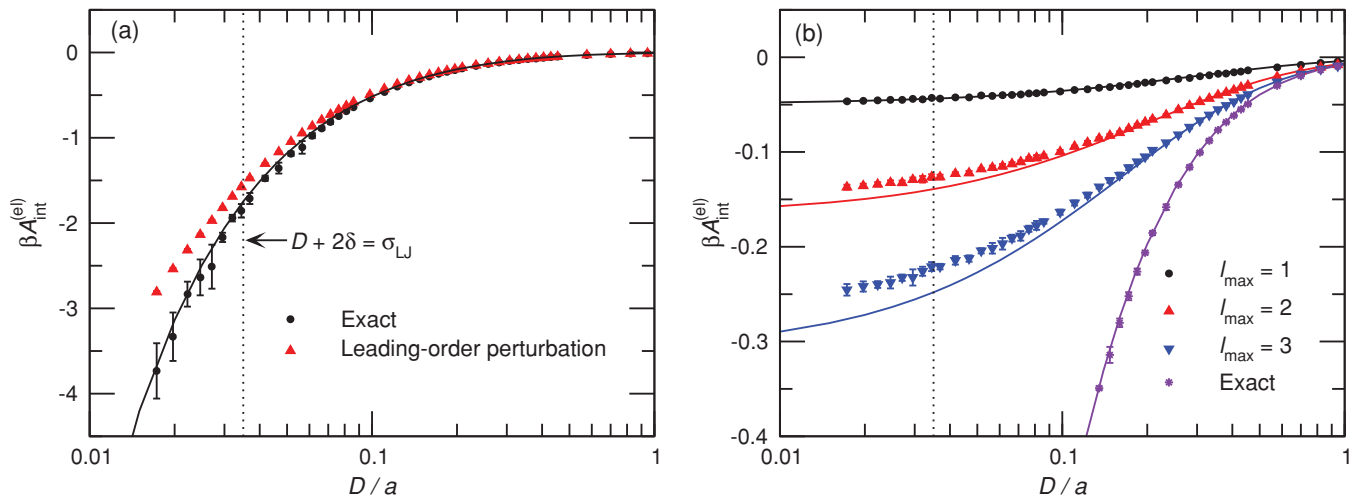 (a)
0
-1
-2
-3
-4
βA_int^(el)
D + 2δ = σ_LJ
Exact
Leading-order perturbation
0.01
0.1
1
D / a
(b)
0
-0.1
-0.2
-0.3
-0.4
βA_int^(el)
l_max = 1
l_max = 2
l_max = 3
Exact
0.01
0.1
1
D / a